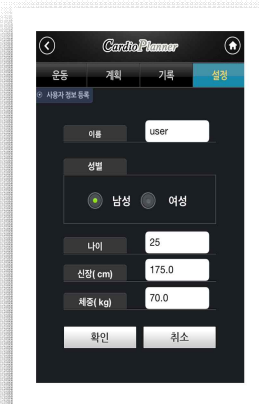 CardioPlanner
운동 계획 기록 설정
사용자 정보 등록
이름 user
성별
남성 여성
나이 25
신장( cm) 175.0
체중( kg) 70.0
확인 취소